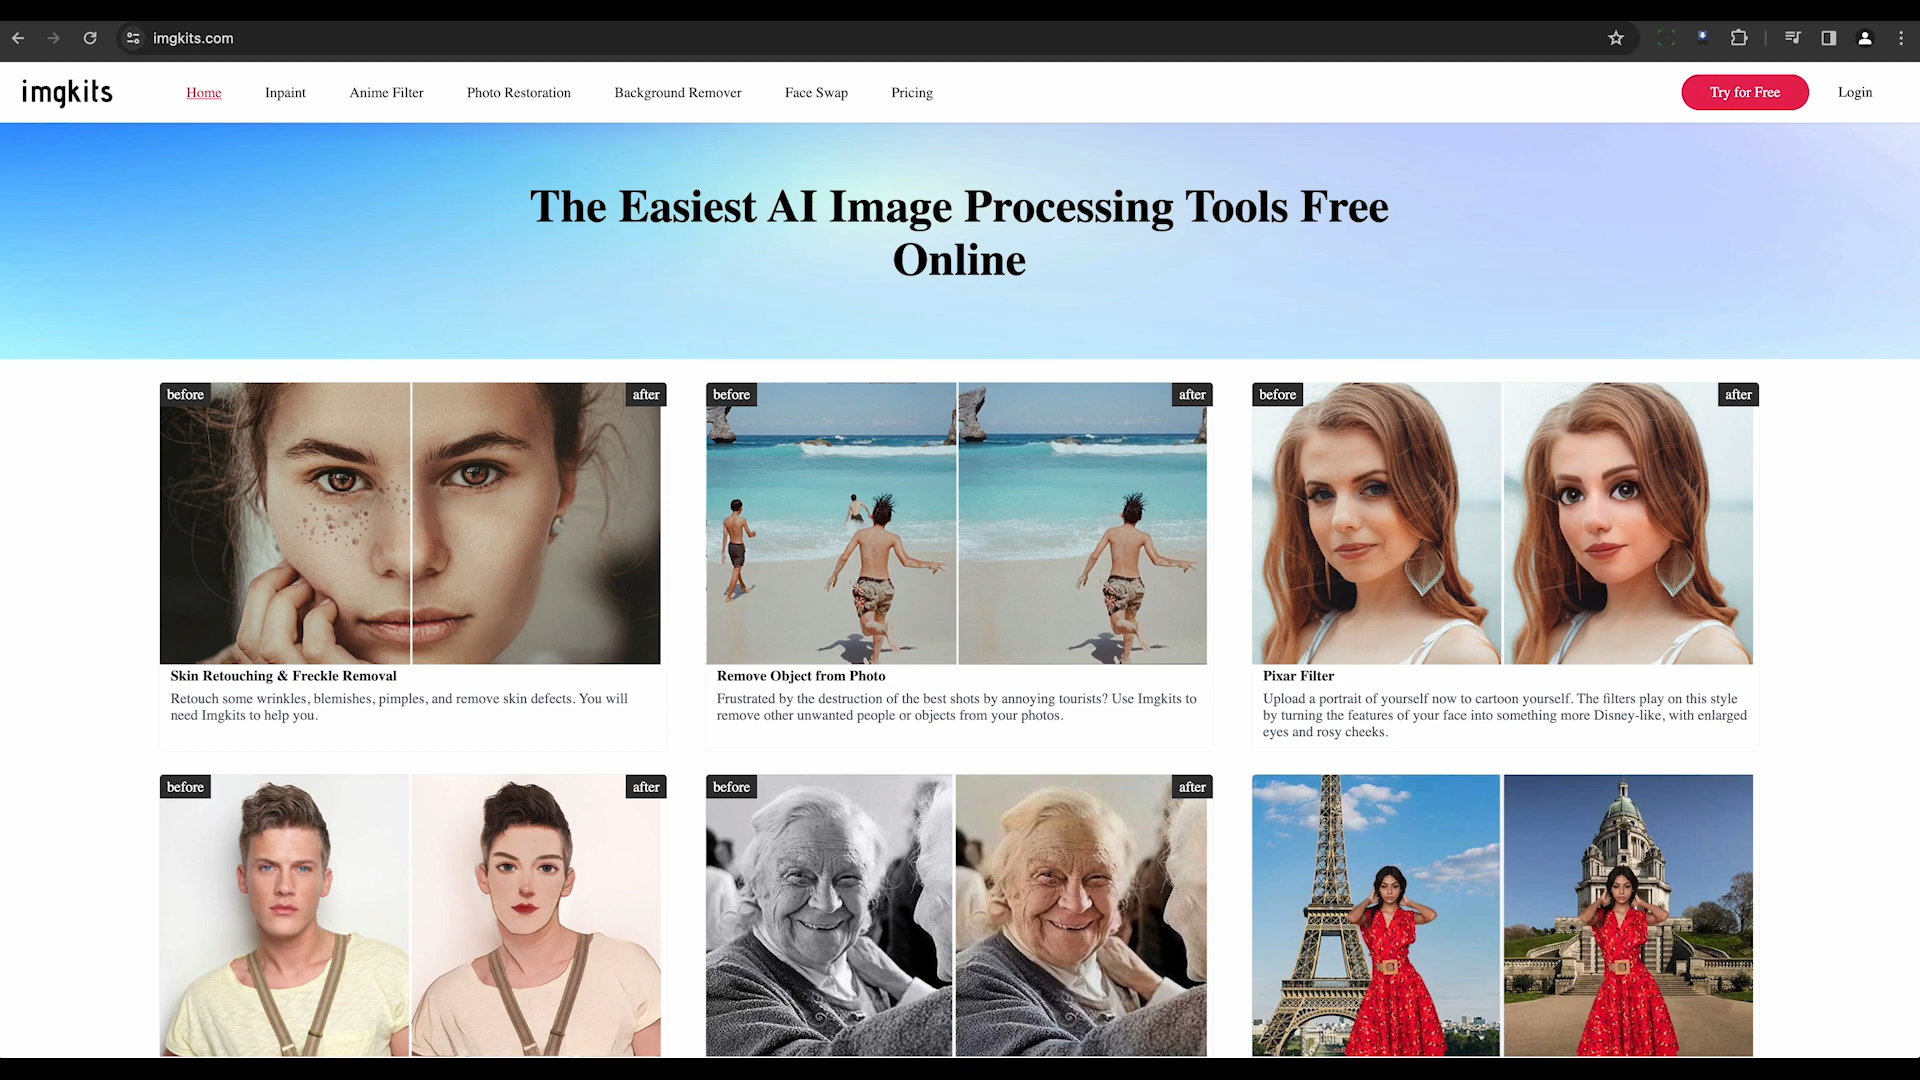 imgkits.com
imgkits
Home
Inpaint
Anime Filter
Photo Restoration
Background Remover
Face Swap
Pricing
Try for Free
Login
The Easiest AI Image Processing Tools Free
Online
before
after
before
after
before
after
Skin Retouching & Freckle Removal
Retouch some wrinkles, blemishes, pimples, and remove skin defects. You will
need Imgkits to help you.
Remove Object from Photo
Frustrated by the destruction of the best shots by annoying tourists? Use Imgkits to
remove other unwanted people or objects from your photos.
Pixar Filter
Upload a portrait of yourself now to cartoon yourself. The filters play on this style
by turning the features of your face into something more Disney-like, with enlarged
eyes and rosy cheeks.
before
after
before
after